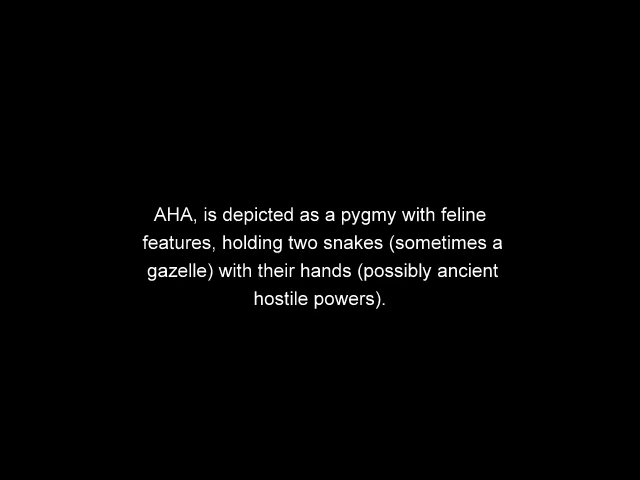 AHA, is depicted as a pygmy with feline
features, holding two snakes (sometimes a
gazelle) with their hands (possibly ancient
hostile powers).